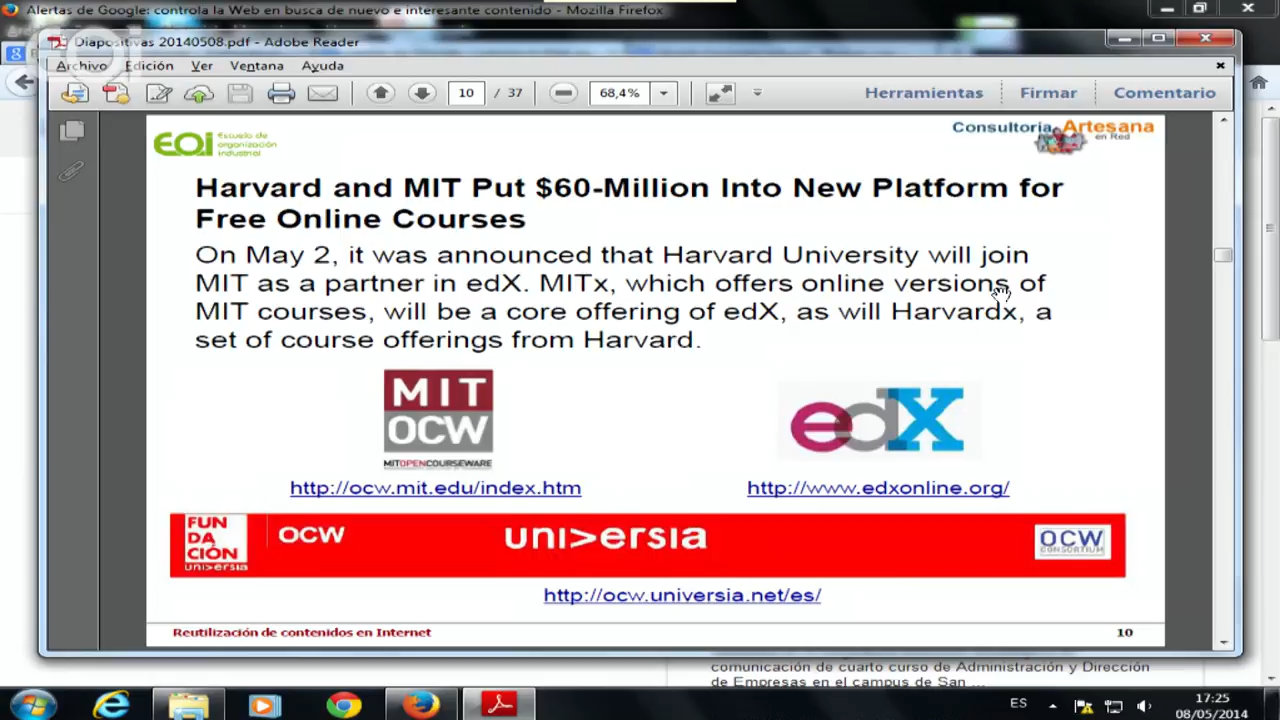 Alertas de Google: controla la Web en busca de nuevo e interesante contenido - Mozilla Firefox
Diapositivas 20140508.pdf - Adobe Reader
eoi
Archivo Edición Ver Ventana Ayuda
10 / 37 68,4% Herramientas Firmar Comentario
EOI Escuela de
organización
industrial
Consultoria Artesana
en Red
Harvard and MIT Put $60-Million Into New Platform for
Free Online Courses
On May 2, it was announced that Harvard University will join
MIT as a partner in edX. MITx, which offers online versions of
MIT courses, will be a core offering of edX, as will Harvardx, a
set of course offerings from Harvard.
MIT
OCW
MITOPENCOURSEWARE
edX
http://ocw.mit.edu/index.htm
http://www.edxonline.org/
FUN
DA
CIÓN
uni>ersia
OCW
uni>ersia
OCW
CONSORTIUM
http://ocw.universia.net/es/
Reutilización de contenidos en Internet 10
comunicación de cuarto curso de Administración y Dirección
de Empresas en el campus de San ...
ES
17:25
08/05/2014